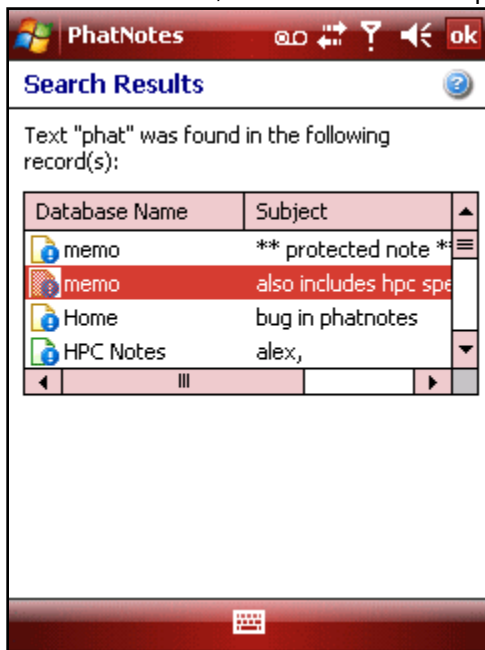 PhatNotes ok
Search Results
Text "phat" was found in the following
record(s):
Database Name Subject
memo ** protected note *
memo also includes hpc spe
Home bug in phatnotes
HPC Notes alex,